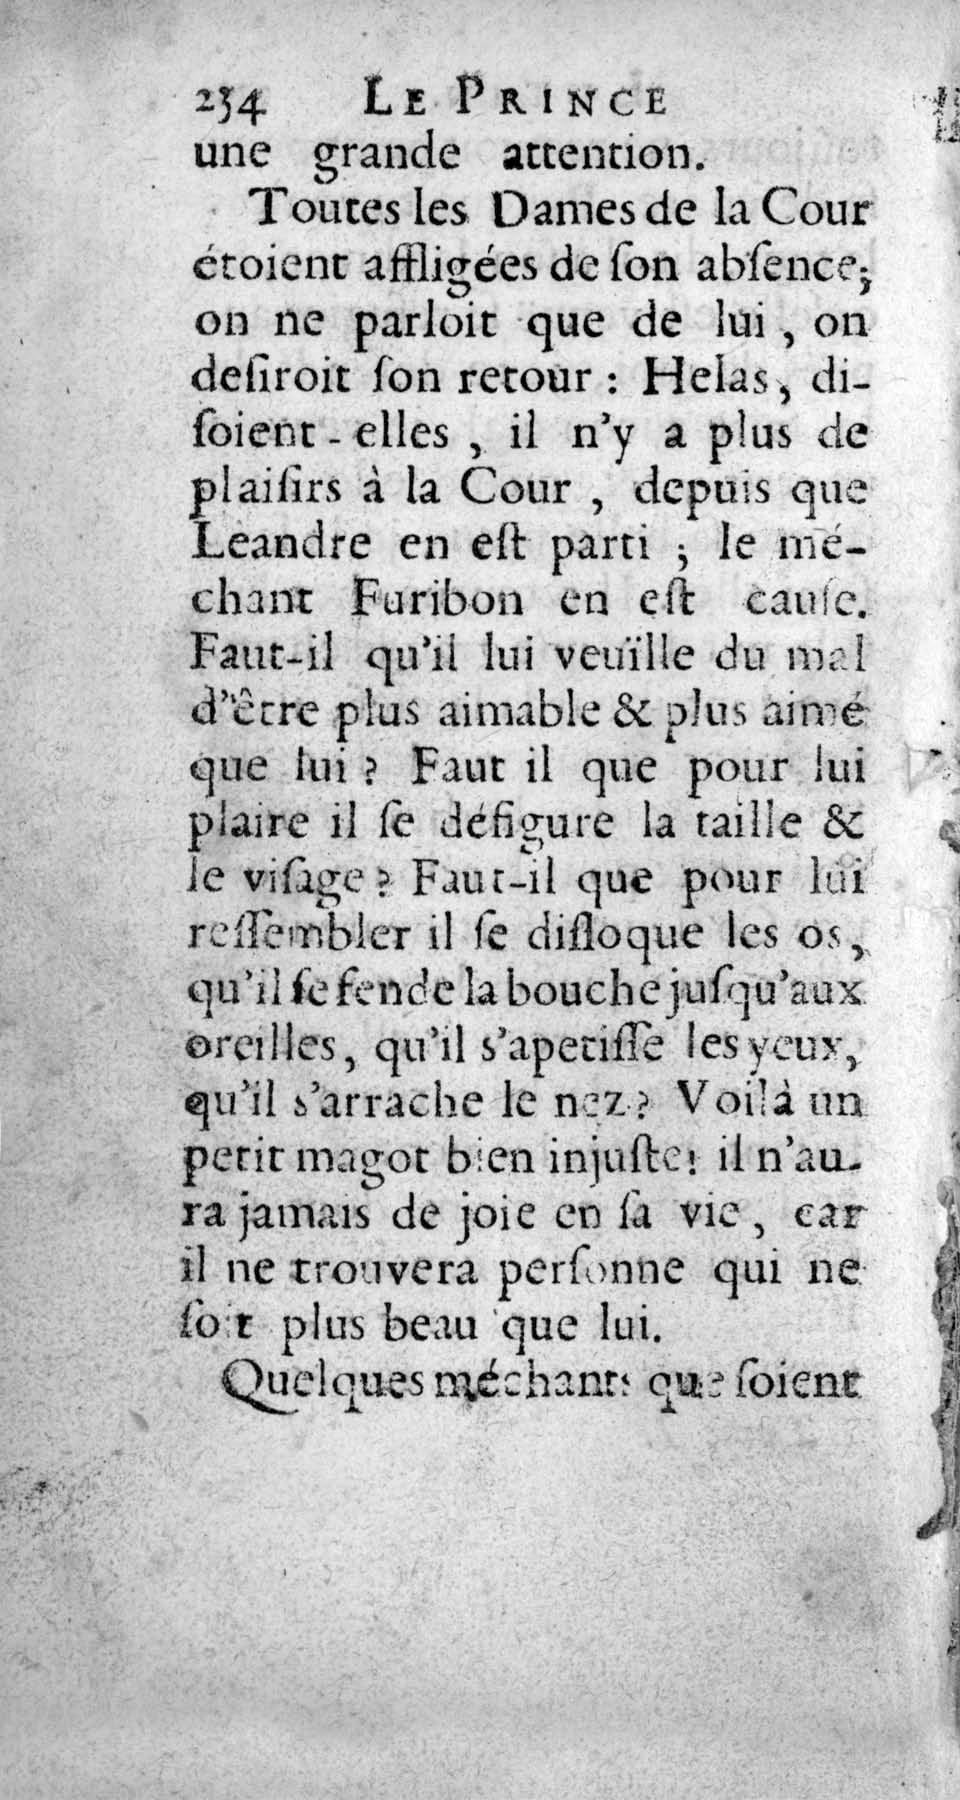 234 LE PRINCE
une grande attention.
Toutes les Dames de la Cour
étoient affligées de ſon abſence;
on ne parloit que de lui, on
deſiroit ſon retour : Helas, di-
ſoient-elles, il n'y a plus de
plaiſirs à la Cour, depuis que
Leandre en eſt parti ; le mé-
chant Furibon en eſt cauſe.
Faut-il qu'il lui veuïlle du mal
d'être plus aimable & plus aimé
que lui ? Faut il que pour lui
plaire il ſe défigure la taille &
le viſage ? Faut-il que pour lui
reſſembler il ſe diſloque les os,
qu'il ſe fende la bouche juſqu'aux
oreilles, qu'il s'apetiſſe les yeux,
qu'il s'arrache le nez ? Voilà un
petit magot bien injuſte! il n'au-
ra jamais de joie en ſa vie, car
il ne trouvera perſonne qui ne
ſoit plus beau que lui.
Quelques méchants que ſoient